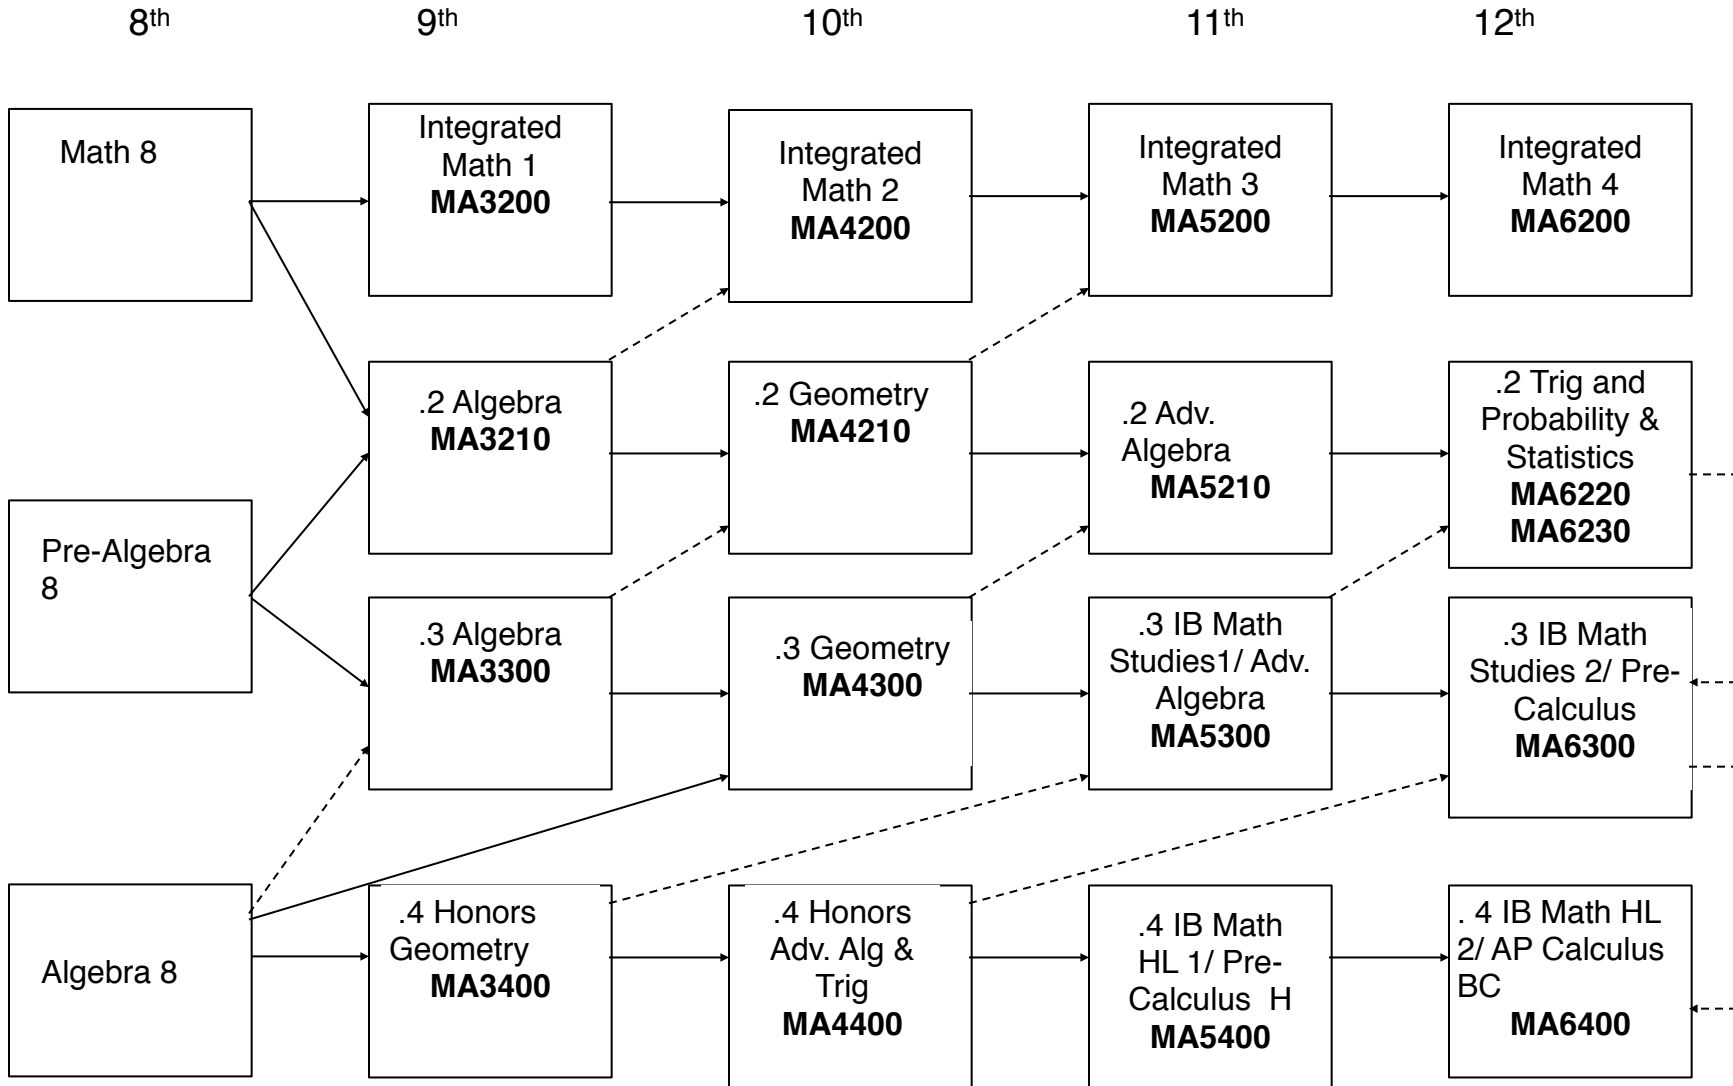 8th
9th
10th
11th
12th
Math 8
Integrated
Math 1
MA3200
Integrated
Math 2
MA4200
Integrated
Math 3
MA5200
Integrated
Math 4
MA6200
.2 Algebra
MA3210
.2 Geometry
MA4210
.2 Adv.
Algebra
MA5210
.2 Trig and
Probability &
Statistics
MA6220
MA6230
Pre-Algebra
8
.3 Algebra
MA3300
.3 Geometry
MA4300
.3 IB Math
Studies1/ Adv.
Algebra
MA5300
.3 IB Math
Studies 2/ Pre-
Calculus
MA6300
Algebra 8
.4 Honors
Geometry
MA3400
.4 Honors
Adv. Alg &
Trig
MA4400
.4 IB Math
HL 1/ Pre-
Calculus H
MA5400
. 4 IB Math HL
2/ AP Calculus
BC
MA6400